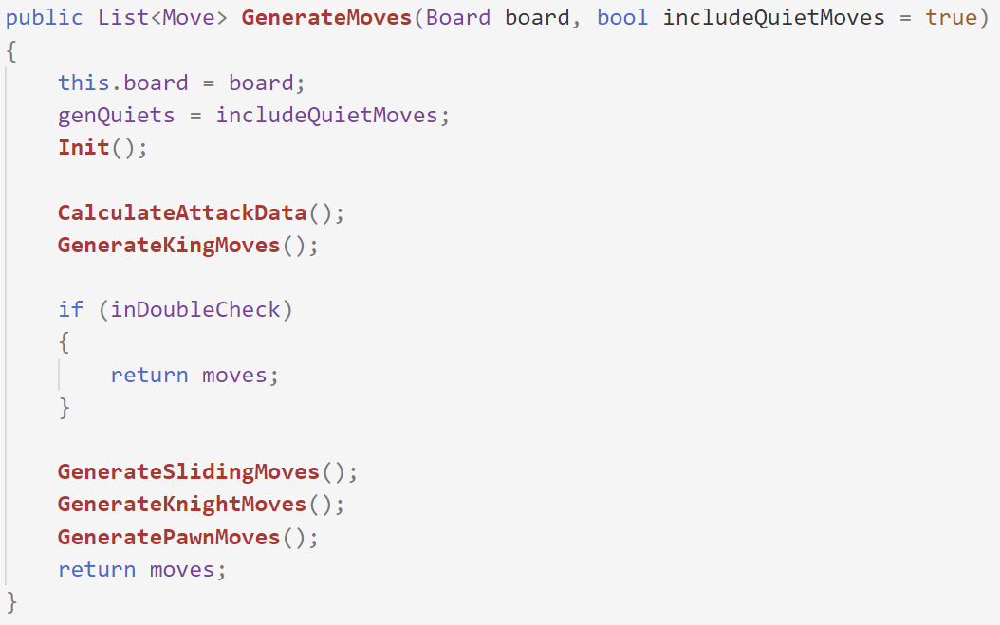 public List<Move> GenerateMoves(Board board, bool includeQuietMoves = true)
{
    this.board = board;
    genQuiets = includeQuietMoves;
    Init();

    CalculateAttackData();
    GenerateKingMoves();

    if (inDoubleCheck)
    {
        return moves;
    }

    GenerateSlidingMoves();
    GenerateKnightMoves();
    GeneratePawnMoves();
    return moves;
}